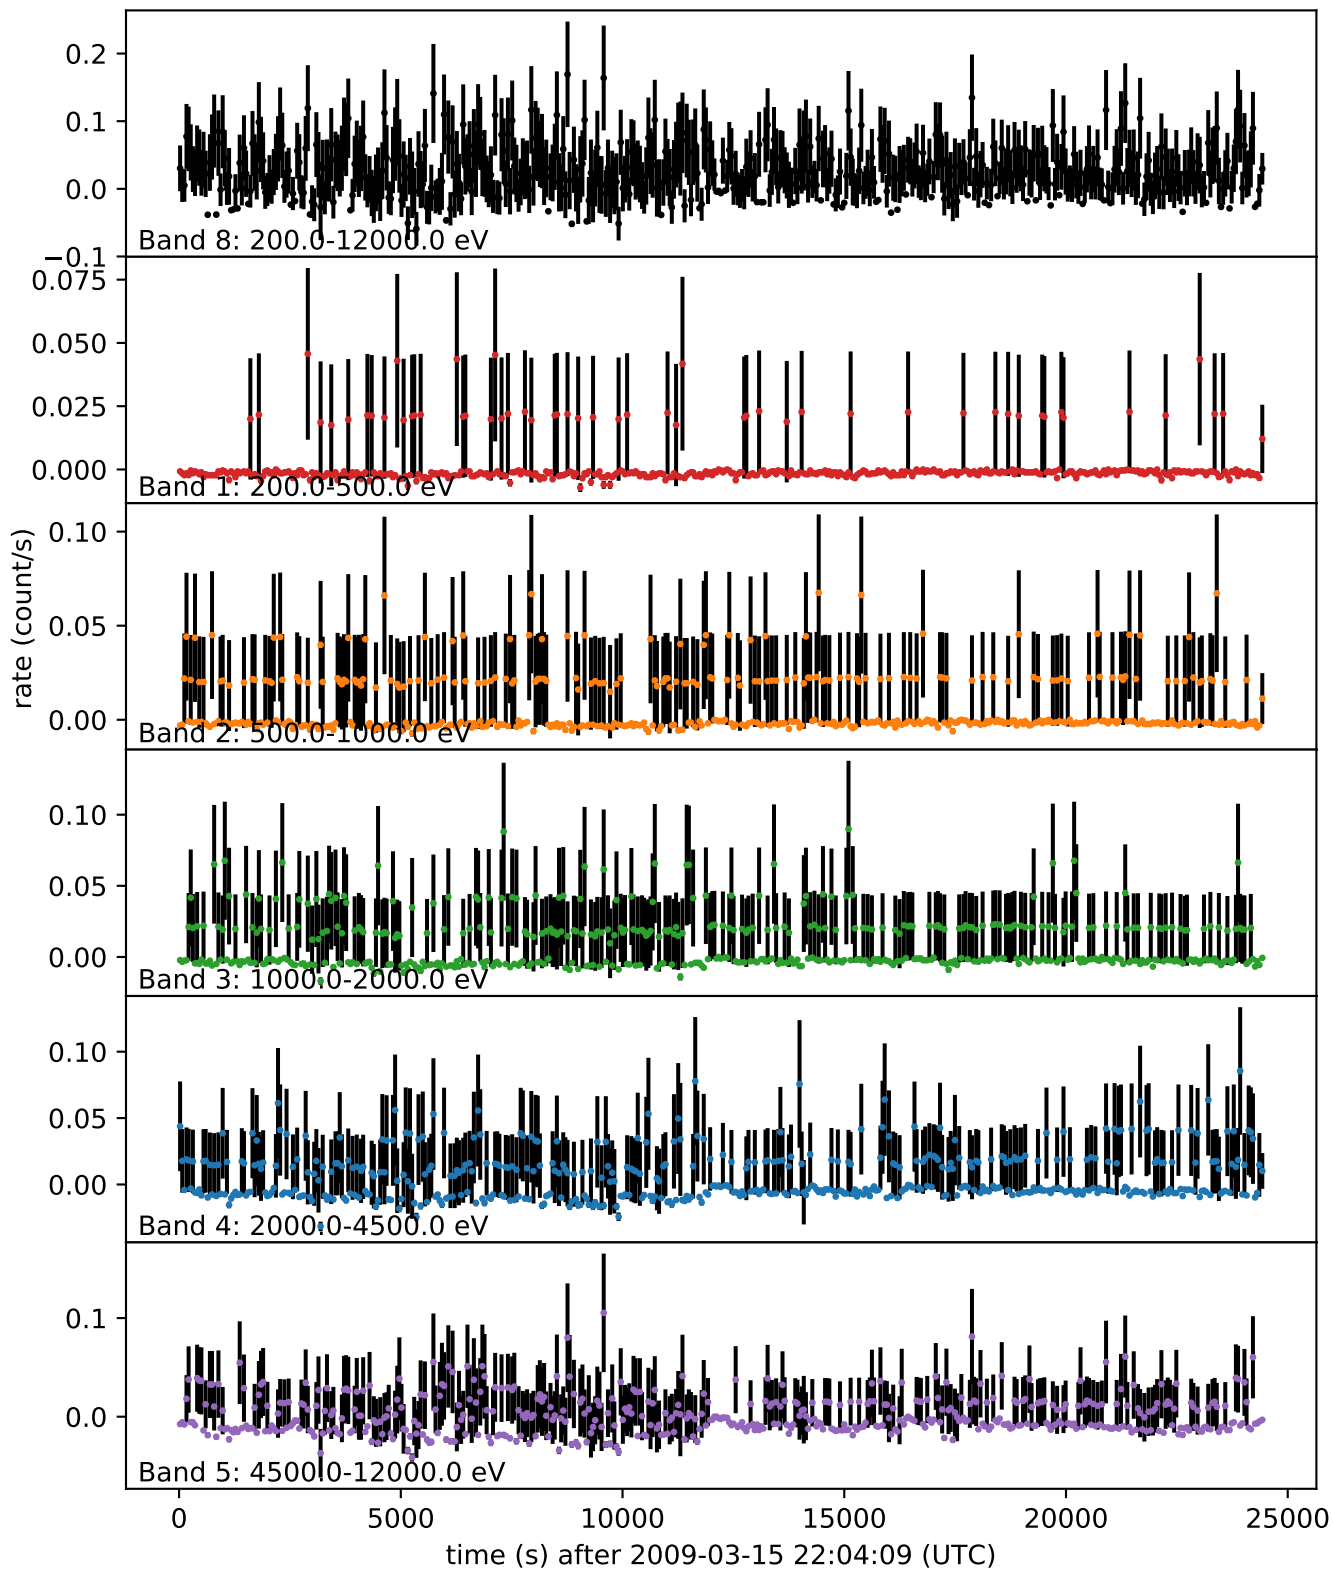 0.2
0.1
0.0
−0.1
Band 8: 200.0-12000.0 eV
0.075
0.050
0.025
0.000
Band 1: 200.0-500.0 eV
rate (count/s)
0.10
0.05
0.00
Band 2: 500.0-1000.0 eV
0.10
0.05
0.00
Band 3: 1000.0-2000.0 eV
0.10
0.05
0.00
Band 4: 2000.0-4500.0 eV
0.1
0.0
Band 5: 4500.0-12000.0 eV
0 5000 10000 15000 20000 25000
time (s) after 2009-03-15 22:04:09 (UTC)